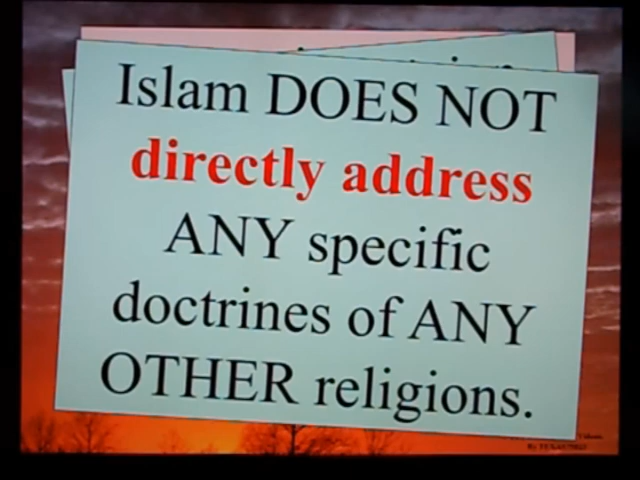 Islam DOES NOT
directly address
ANY specific
doctrines of ANY
OTHER religions.